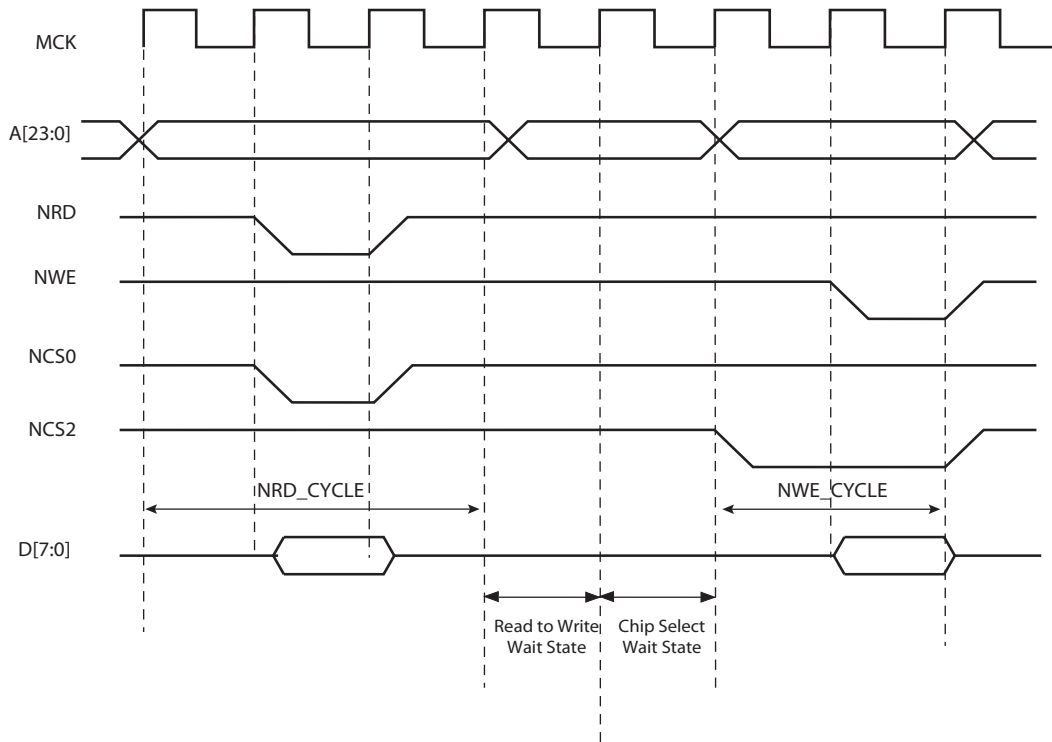 MCK
A[23:0]
NRD
NWE
NCS0
NCS2
NRD_CYCLE
NWE_CYCLE
D[7:0]
Read to Write
Wait State
Chip Select
Wait State